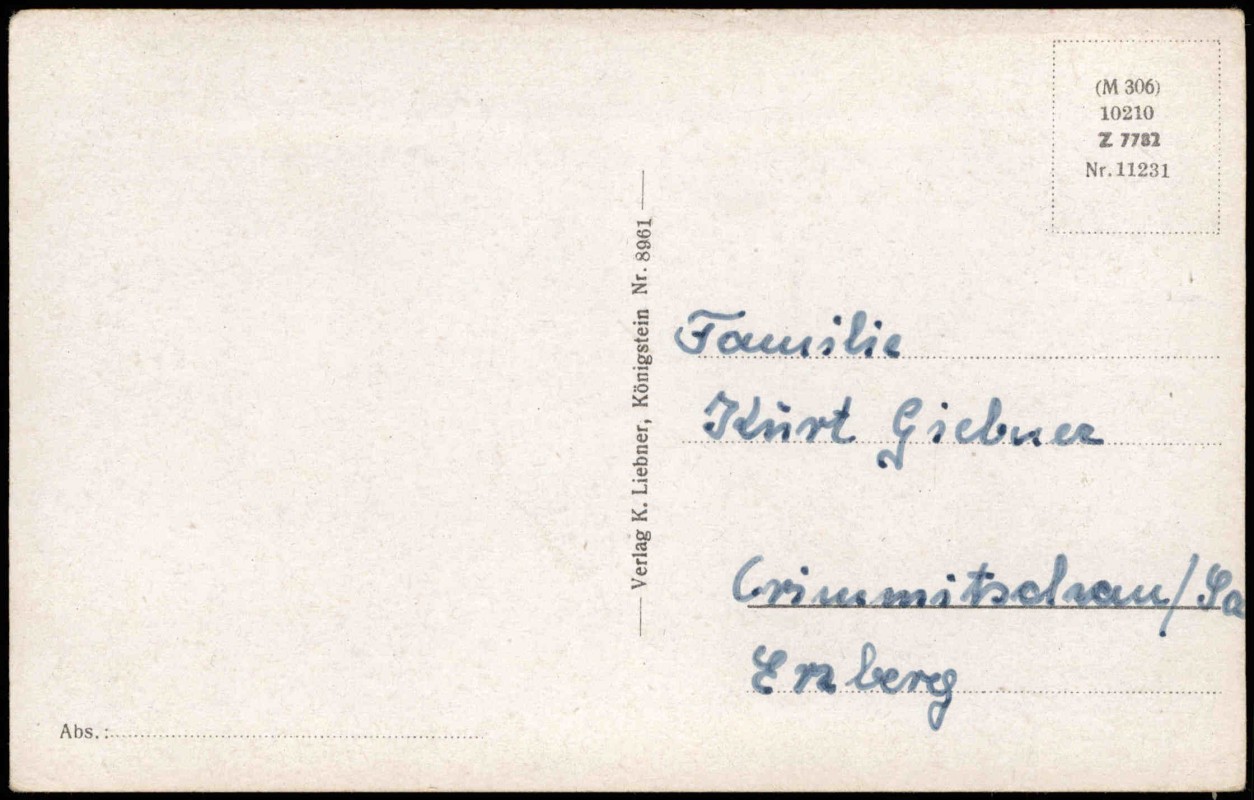 (M 306)
10210
Z 7782
Nr. 11231
Verlag K. Liebner, Königstein Nr. 8961
Familie
Kurt Giebner
Crimmitschau/Sa
Erzberg
Abs.: